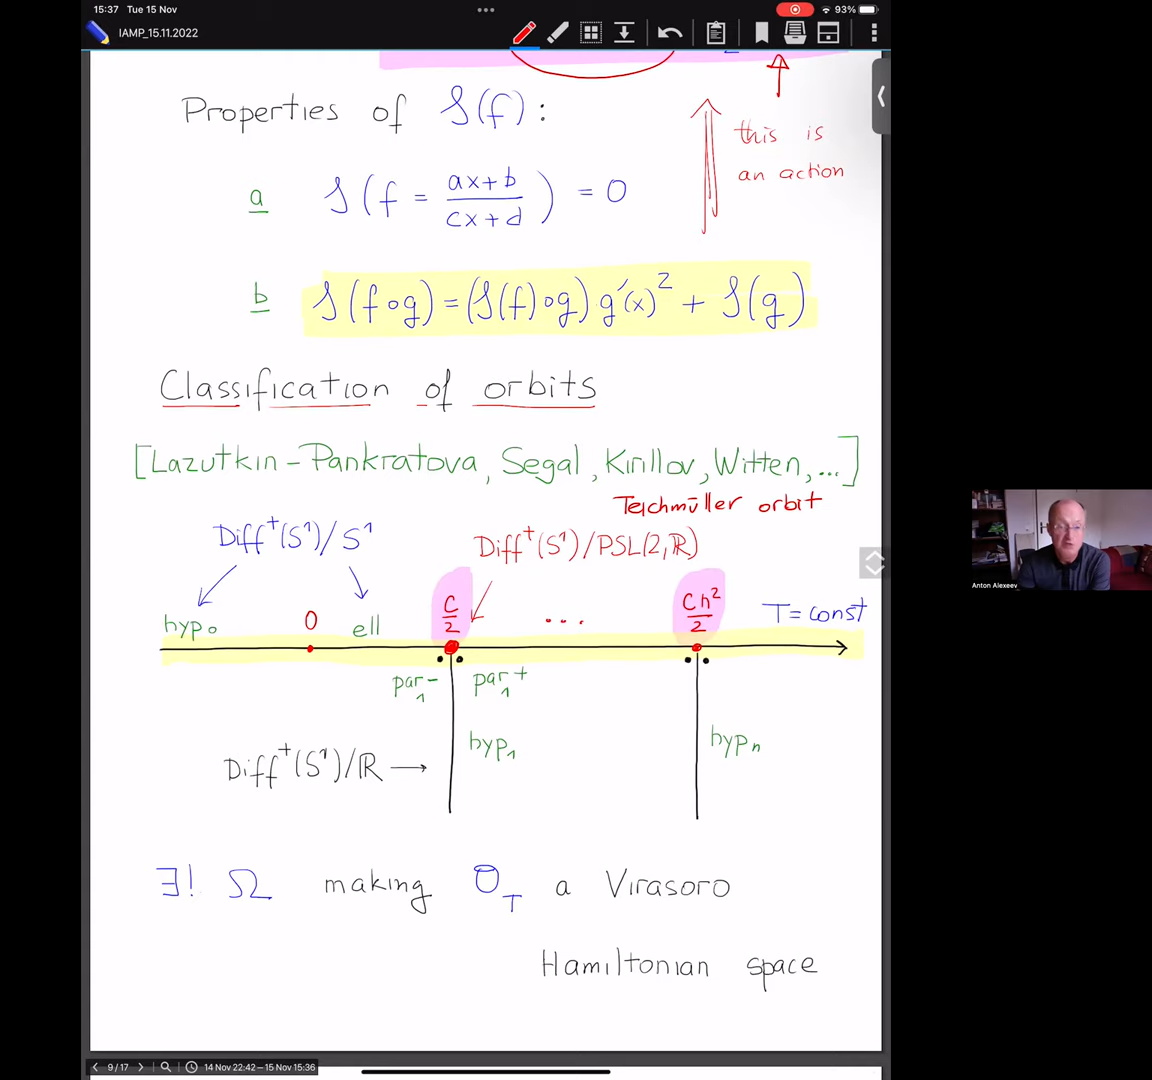 15:37 Tue 15 Nov
93%
IAMP_15.11.2022
Properties of S(f):
this is
an action
a S(f = (ax+b)/(cx+d)) = 0
b S(f∘g) = (S(f)∘g) g'(x)² + S(g)
Classification of orbits
[Lazutkin-Pankratova, Segal, Kirillov, Witten, ...]
Teichmüller orbit
Diff⁺(S¹)/S¹ Diff⁺(S¹)/PSL(2,ℝ)
hyp₀ 0 ell c/2 ... cn²/2 T=const
par₁⁻ par₁⁺
hyp₁ hypₙ
Diff⁺(S¹)/ℝ →
∃! Ω making O_T a Virasoro
Hamiltonian space
9/17 14 Nov 22:42–15 Nov 15:36
Anton Alexeev